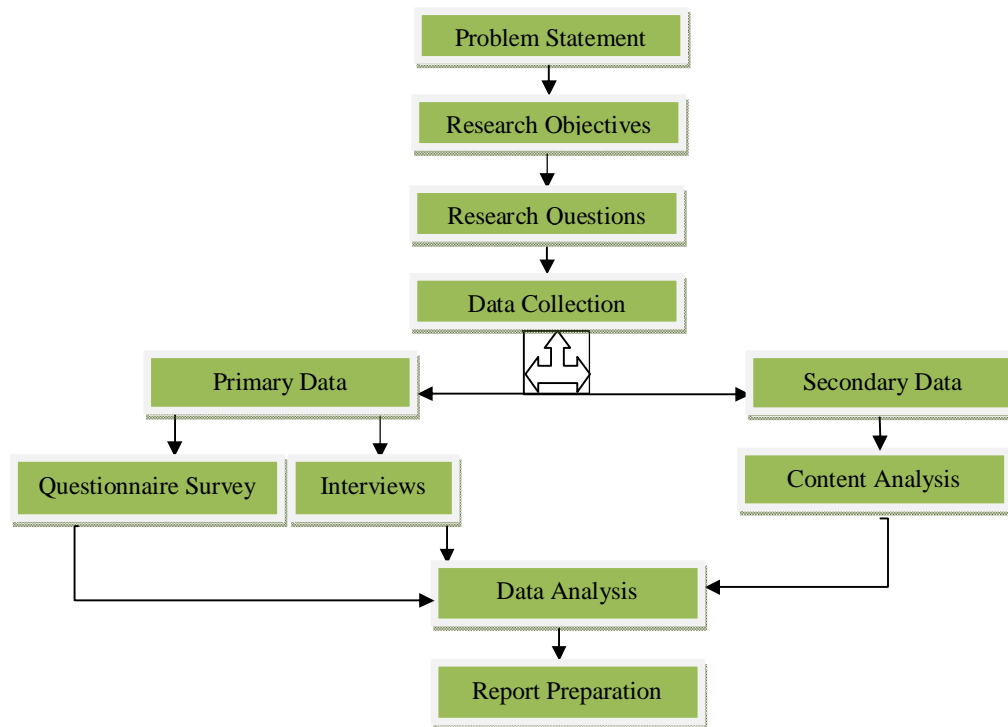 Problem Statement
Research Objectives
Research Questions
Data Collection
Primary Data
Secondary Data
Questionnaire Survey
Interviews
Content Analysis
Data Analysis
Report Preparation